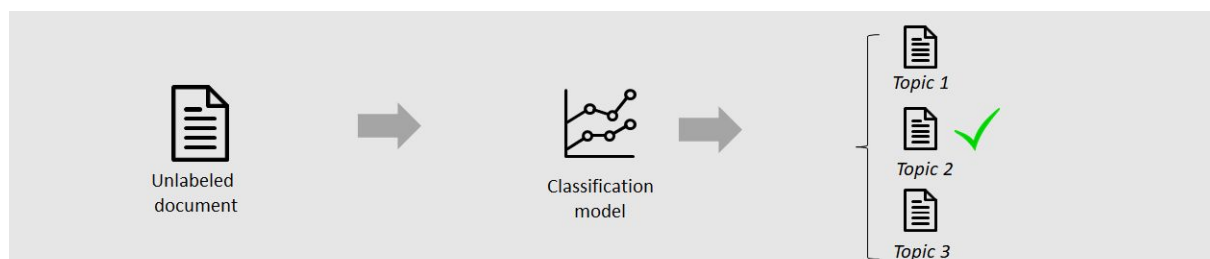 Unlabeled
document
Classification
model
Topic 1
Topic 2
Topic 3